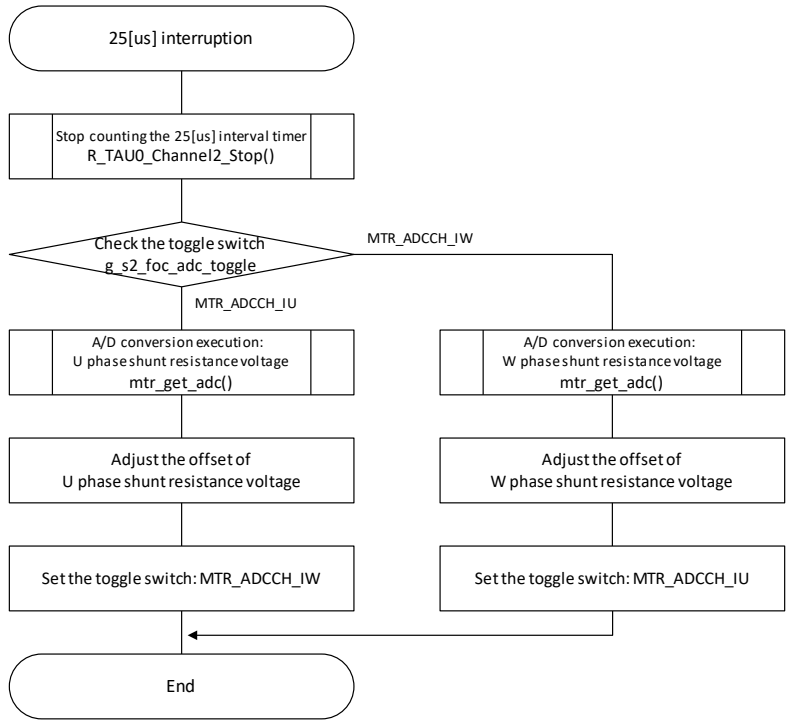 25[us] interruption
Stop counting the 25[us] interval timer
R_TAU0_Channel2_Stop()
Check the toggle switch
g_s2_foc_adc_toggle
MTR_ADCCH_IW
MTR_ADCCH_IU
A/D conversion execution:
U phase shunt resistance voltage
mtr_get_adc()
A/D conversion execution:
W phase shunt resistance voltage
mtr_get_adc()
Adjust the offset of
U phase shunt resistance voltage
Adjust the offset of
W phase shunt resistance voltage
Set the toggle switch: MTR_ADCCH_IW
Set the toggle switch: MTR_ADCCH_IU
End